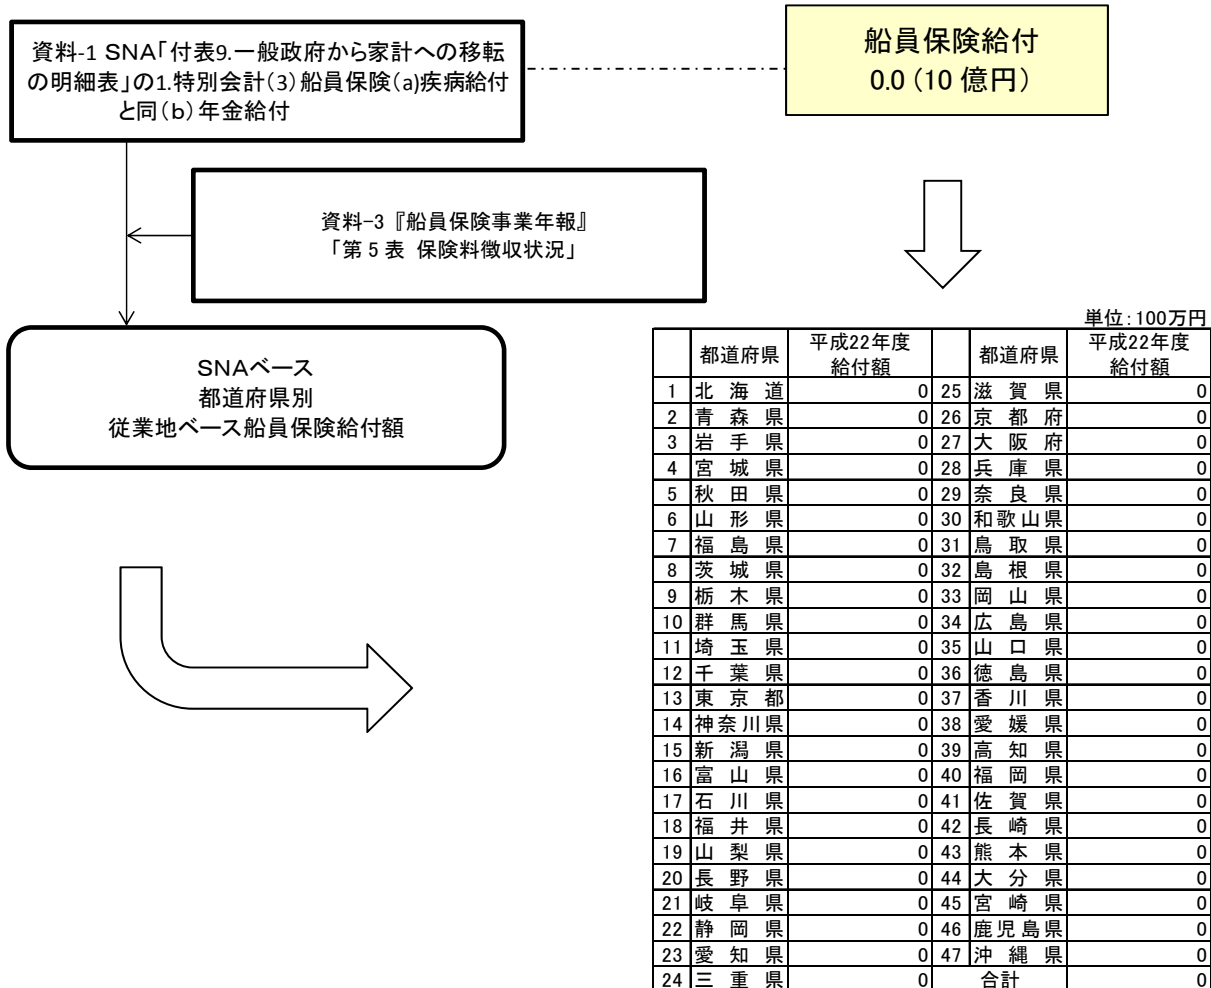 資料-1 SNA「付表9.一般政府から家計への移転
の明細表」の1.特別会計(3)船員保険(a)疾病給付
と同(b)年金給付
船員保険給付
0.0(10 億円)
資料-3『船員保険事業年報』
「第 5 表 保険料徴収状況」
SNAベース
都道府県別
従業地ベース船員保険給付額
単位:100万円
都道府県 平成22年度 給付額 都道府県 平成22年度 給付額
1 北海道 0 25 滋賀県 0
2 青森県 0 26 京都府 0
3 岩手県 0 27 大阪府 0
4 宮城県 0 28 兵庫県 0
5 秋田県 0 29 奈良県 0
6 山形県 0 30 和歌山県 0
7 福島県 0 31 鳥取県 0
8 茨城県 0 32 島根県 0
9 栃木県 0 33 岡山県 0
10 群馬県 0 34 広島県 0
11 埼玉県 0 35 山口県 0
12 千葉県 0 36 徳島県 0
13 東京都 0 37 香川県 0
14 神奈川県 0 38 愛媛県 0
15 新潟県 0 39 高知県 0
16 富山県 0 40 福岡県 0
17 石川県 0 41 佐賀県 0
18 福井県 0 42 長崎県 0
19 山梨県 0 43 熊本県 0
20 長野県 0 44 大分県 0
21 岐阜県 0 45 宮崎県 0
22 静岡県 0 46 鹿児島県 0
23 愛知県 0 47 沖縄県 0
24 三重県 0 合計 0